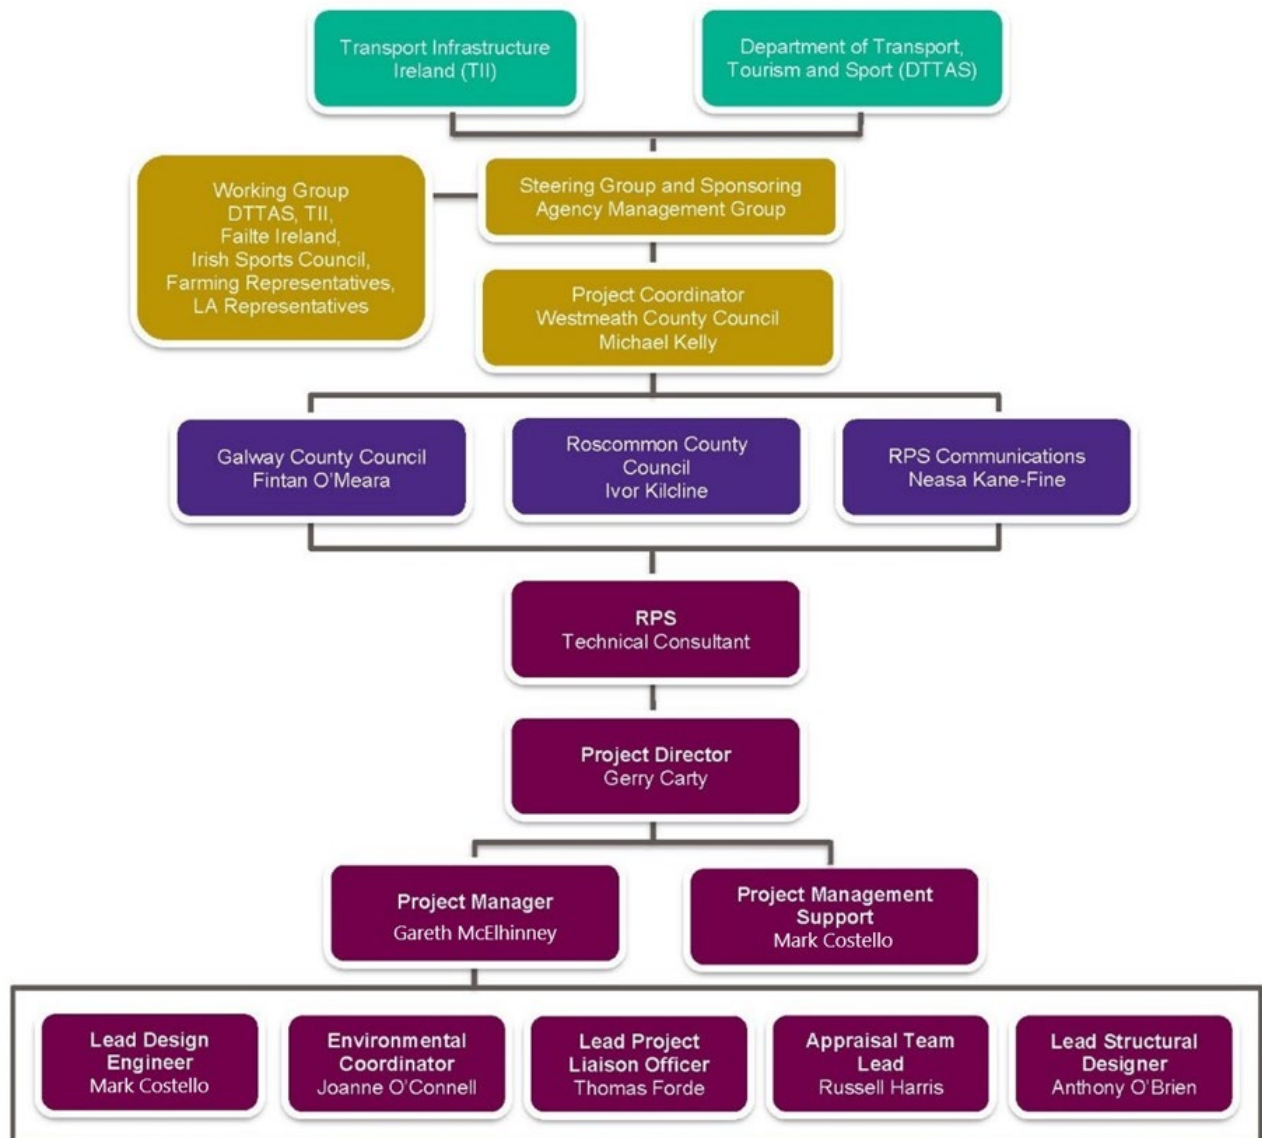 Transport Infrastructure
Ireland (TII)
Department of Transport,
Tourism and Sport (DTTAS)
Working Group
DTTAS, TII,
Failte Ireland,
Irish Sports Council,
Farming Representatives,
LA Representatives
Steering Group and Sponsoring
Agency Management Group
Project Coordinator
Westmeath County Council
Michael Kelly
Galway County Council
Fintan O'Meara
Roscommon County
Council
Ivor Kilcline
RPS Communications
Neasa Kane-Fine
RPS
Technical Consultant
Project Director
Gerry Carty
Project Manager
Gareth McElhinney
Project Management
Support
Mark Costello
Lead Design
Engineer
Mark Costello
Environmental
Coordinator
Joanne O'Connell
Lead Project
Liaison Officer
Thomas Forde
Appraisal Team
Lead
Russell Harris
Lead Structural
Designer
Anthony O'Brien